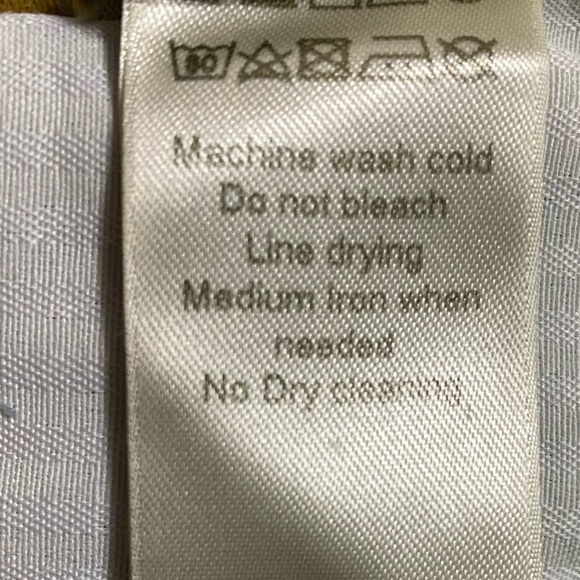 Machine wash cold
Do not bleach
Line drying
Medium Iron when
needed
No Dry cleaning